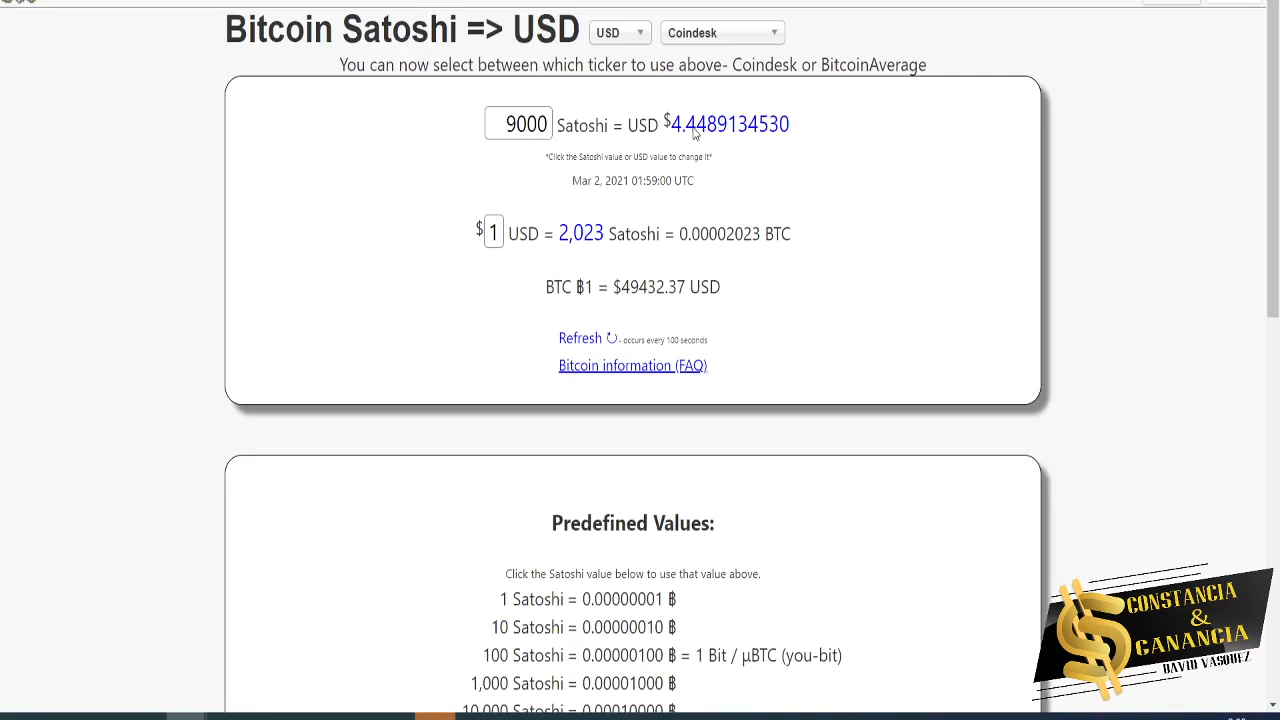 Bitcoin Satoshi => USD USD Coindesk
You can now select between which ticker to use above- Coindesk or BitcoinAverage
9000 Satoshi = USD $4.4489134530
*Click the Satoshi value or USD value to change it*
Mar 2, 2021 01:59:00 UTC
$1 USD = 2,023 Satoshi = 0.00002023 BTC
BTC ฿1 = $49432.37 USD
Refresh ↻ - occurs every 100 seconds
Bitcoin information (FAQ)
Predefined Values:
Click the Satoshi value below to use that value above.
1 Satoshi = 0.00000001 ฿
10 Satoshi = 0.00000010 ฿
100 Satoshi = 0.00000100 ฿ = 1 Bit / μBTC (you-bit)
1,000 Satoshi = 0.00001000 ฿
10,000 Satoshi = 0.00010000 ฿
CONSTANCIA
&
GANANCIA
DAVID VASQUEZ